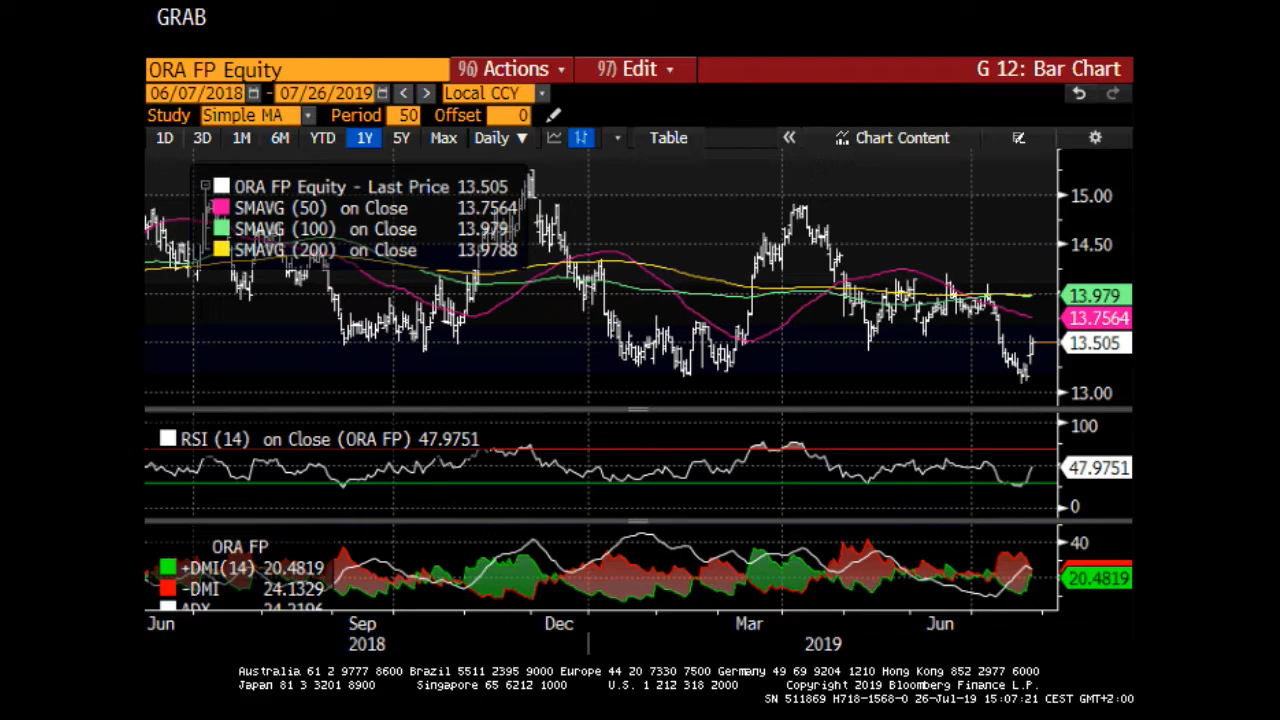 GRAB
ORA FP Equity 96) Actions 97) Edit G 12: Bar Chart
06/07/2018 - 07/26/2019 < > Local CCY
Study Simple MA Period 50 Offset 0
1D 3D 1M 6M YTD 1Y 5Y Max Daily ▼ Table « Chart Content
ORA FP Equity - Last Price 13.505
SMAVG (50) on Close 13.7564
SMAVG (100) on Close 13.979
SMAVG (200) on Close 13.9788
15.00
14.50
13.979
13.7564
13.505
13.00
RSI (14) on Close (ORA FP) 47.9751
100
47.9751
0
ORA FP
+DMI(14) 20.4819
-DMI 24.1329
ADX 24.2196
40
20.4819
Jun Sep Dec Mar Jun
2018 2019
Australia 61 2 9777 8600 Brazil 5511 2395 9000 Europe 44 20 7330 7500 Germany 49 69 9204 1210 Hong Kong 852 2977 6000
Japan 81 3 3201 8900 Singapore 65 6212 1000 U.S. 1 212 318 2000 Copyright 2019 Bloomberg Finance L.P.
SN 511869 H718-1568-0 26-Jul-19 15:07:21 CEST GMT+2:00